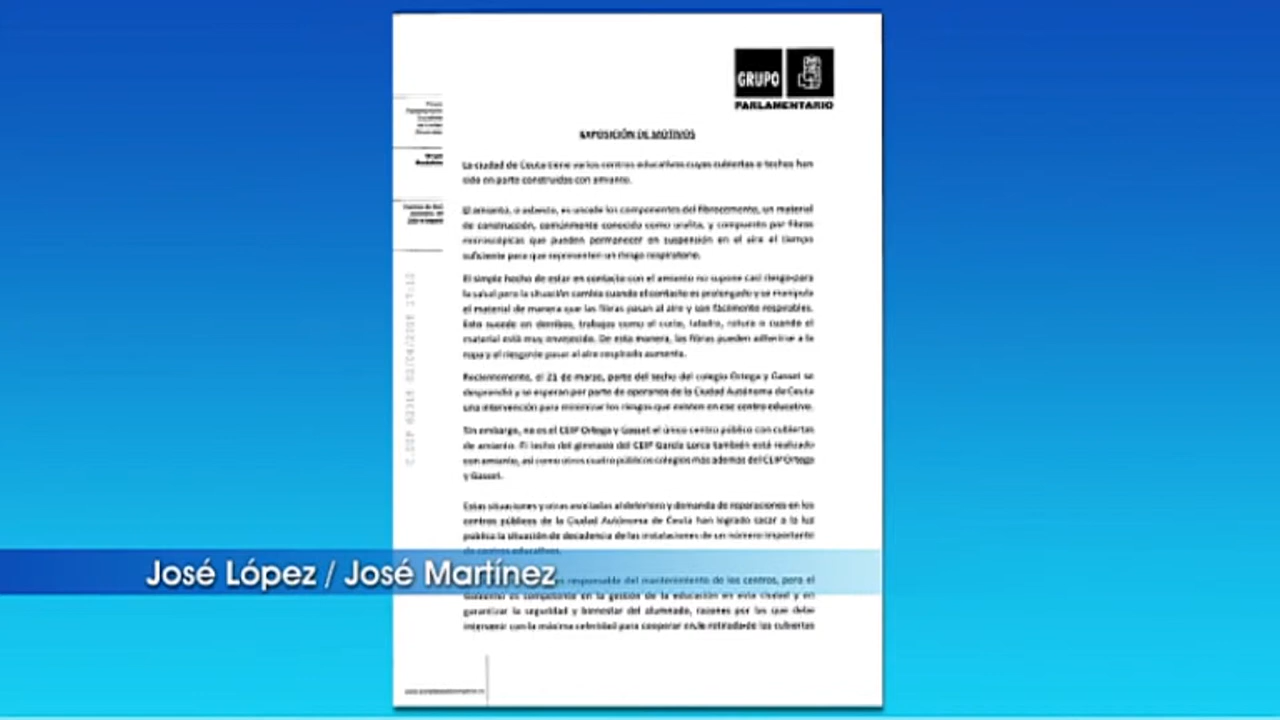 GRUPO
PARLAMENTARIO
EXPOSICIÓN DE MOTIVOS
La ciudad de Ceuta tiene varios centros educativos cuyas cubiertas o techos han
sido en parte construidas con amianto.
El amianto, o asbesto, es uno de los componentes del fibrocemento, un material
de construcción, comúnmente conocido como uralita, y compuesto por fibras
microscópicas que pueden permanecer en suspensión en el aire el tiempo
suficiente para que representen un riesgo respiratorio.
El simple hecho de estar en contacto con el amianto no supone casi riesgo para
la salud pero la situación cambia cuando el contacto es prolongado y se manipula
el material de manera que las fibras pasan al aire y son fácilmente respirables.
Esto sucede en derribos, trabajos como el corte, taladro, rotura o cuando el
material está muy envejecido. De esta manera, las fibras pueden adherirse a la
ropa y el riesgo de pasar al aire respirado aumenta.
Recientemente, el 21 de marzo, parte del techo del colegio Ortega y Gasset se
desprendió y se esperan por parte de operarios de la Ciudad Autónoma de Ceuta
una intervención para minimizar los riesgos que existen en ese centro educativo.
Sin embargo, no es el CEIP Ortega y Gasset el único centro público con cubiertas
de amianto. El techo del gimnasio del CEIP García Lorca también está realizado
con amianto, así como otros cuatro públicos colegios más además del CEIP Ortega
y Gasset.
Estas situaciones y otras asociadas al deterioro y demanda de reparaciones en los
centros públicos de la Ciudad Autónoma de Ceuta han logrado sacar a la luz
pública la situación de decadencia de las instalaciones de un número importante
de centros educativos.
José López / José Martínez
es responsable del mantenimiento de los centros, pero el
Gobierno es competente en la gestión de la educación en esta ciudad y en
garantizar la seguridad y bienestar del alumnado, razones por las que debe
intervenir con la máxima celeridad para cooperar en la retirada de las cubiertas